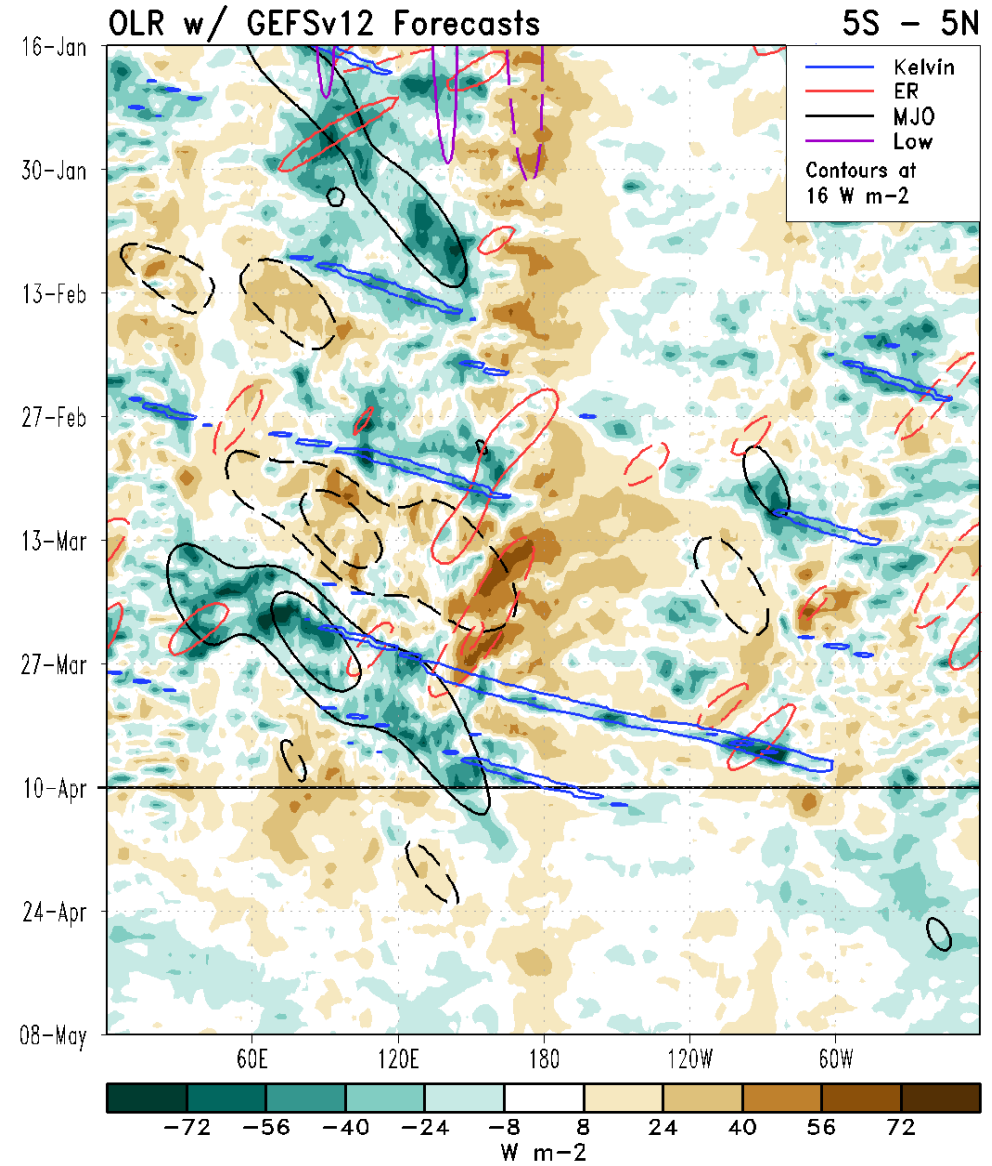 OLR w/ GEFSv12 Forecasts 5S - 5N
16-Jan
Kelvin
ER
MJO
Low
Contours at
16 W m-2
30-Jan
13-Feb
27-Feb
13-Mar
27-Mar
10-Apr
24-Apr
08-May
60E 120E 180 120W 60W
-72 -56 -40 -24 -8 8 24 40 56 72
W m-2